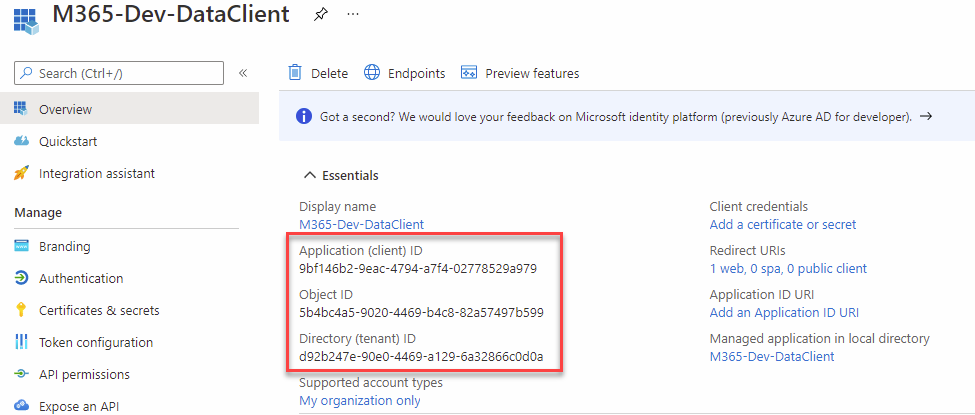 M365-Dev-DataClient
Search (Ctrl+/)
Overview
Quickstart
Integration assistant
Manage
Branding
Authentication
Certificates & secrets
Token configuration
API permissions
Expose an API
Delete
Endpoints
Preview features
Got a second? We would love your feedback on Microsoft identity platform (previously Azure AD for developer).
Essentials
Display name
M365-Dev-DataClient
Application (client) ID
9bf146b2-9eac-4794-a7f4-02778529a979
Object ID
5b4bc4a5-9020-4469-b4c8-82a57497b599
Directory (tenant) ID
d92b247e-90e0-4469-a129-6a32866c0d0a
Supported account types
My organization only
Client credentials
Add a certificate or secret
Redirect URIs
1 web, 0 spa, 0 public client
Application ID URI
Add an Application ID URI
Managed application in local directory
M365-Dev-DataClient